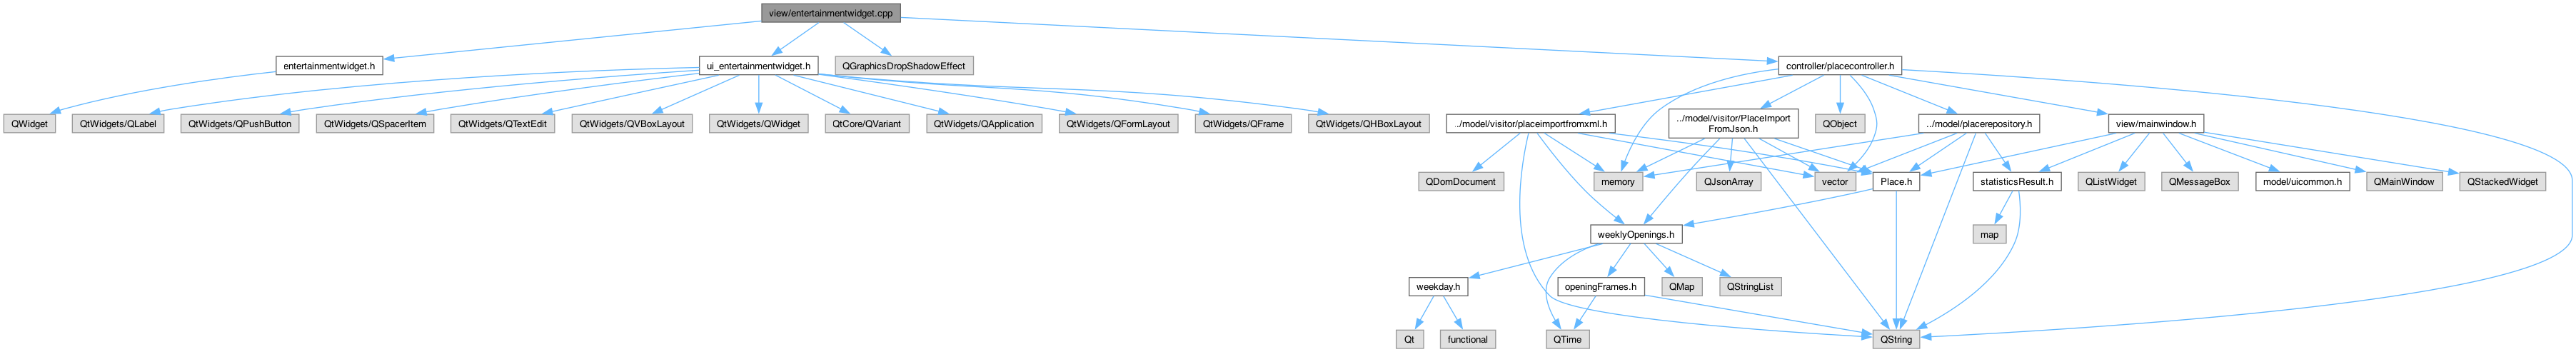 view/entertainmentwidget.cpp
entertainmentwidget.h
ui_entertainmentwidget.h
QGraphicsDropShadowEffect
controller/placecontroller.h
QWidget
QtWidgets/QLabel
QtWidgets/QPushButton
QtWidgets/QSpacerItem
QtWidgets/QTextEdit
QtWidgets/QVBoxLayout
QtWidgets/QWidget
QtCore/QVariant
QtWidgets/QApplication
QtWidgets/QFormLayout
QtWidgets/QFrame
QtWidgets/QHBoxLayout
../model/visitor/placeimportfromxml.h
../model/visitor/PlaceImport
FromJson.h
QObject
../model/placerepository.h
view/mainwindow.h
QDomDocument
memory
QJsonArray
vector
Place.h
statisticsResult.h
QListWidget
QMessageBox
model/uicommon.h
QMainWindow
QStackedWidget
weeklyOpenings.h
map
weekday.h
openingFrames.h
QMap
QStringList
Qt
functional
QTime
QString